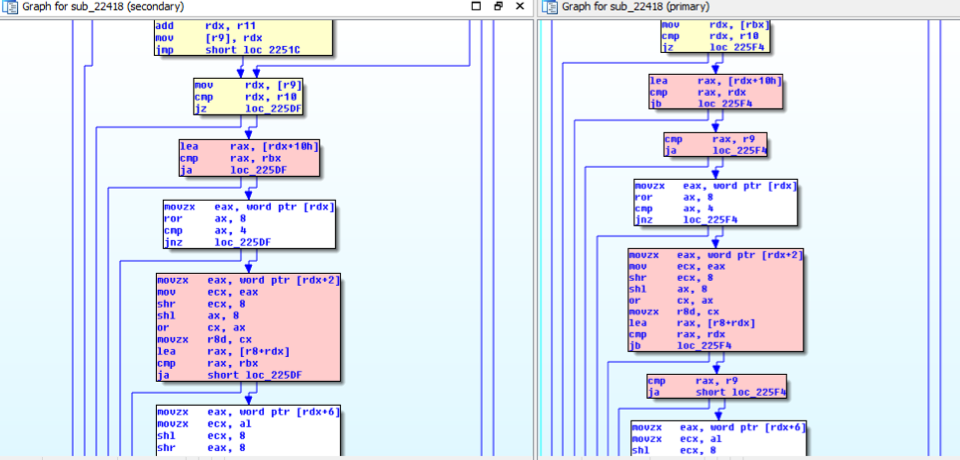 Graph for sub_22418 (secondary)
add rdx, r11
mov [r9], rdx
jmp short loc_2251C
mov rdx, [r9]
cmp rdx, r10
jz loc_225DF
lea rax, [rdx+10h]
cmp rax, rbx
ja loc_225DF
movzx eax, word ptr [rdx]
ror ax, 8
cmp ax, 4
jnz loc_225DF
movzx eax, word ptr [rdx+2]
mov ecx, eax
shr ecx, 8
shl ax, 8
or cx, ax
movzx r8d, cx
lea rax, [r8+rdx]
cmp rax, rbx
ja short loc_225DF
movzx eax, word ptr [rdx+6]
movzx ecx, al
shl ecx, 8
shr eax, 8
Graph for sub_22418 (primary)
mov rdx, [rbx]
cmp rdx, r10
jz loc_225F4
lea rax, [rdx+10h]
cmp rax, rdx
jb loc_225F4
cmp rax, r9
ja loc_225F4
movzx eax, word ptr [rdx]
ror ax, 8
cmp ax, 4
jnz loc_225F4
movzx eax, word ptr [rdx+2]
mov ecx, eax
shr ecx, 8
shl ax, 8
or cx, ax
movzx r8d, cx
lea rax, [r8+rdx]
cmp rax, rdx
jb loc_225F4
cmp rax, r9
ja short loc_225F4
movzx eax, word ptr [rdx+6]
movzx ecx, al
shl ecx, 8
shr eax, 8